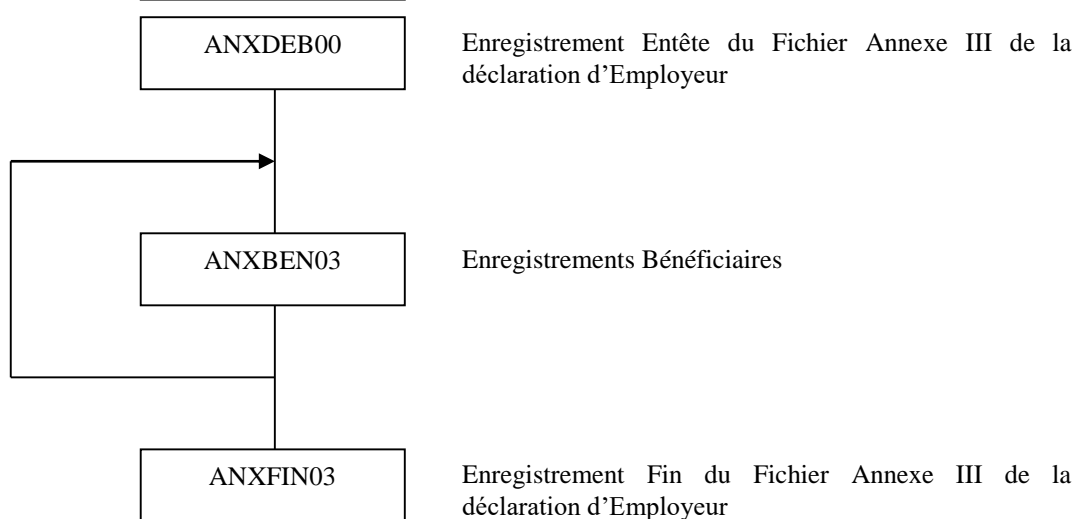 ANXDEB00
Enregistrement Entête du Fichier Annexe III de la
déclaration d’Employeur
ANXBEN03
Enregistrements Bénéficiaires
ANXFIN03
Enregistrement Fin du Fichier Annexe III de la
déclaration d’Employeur